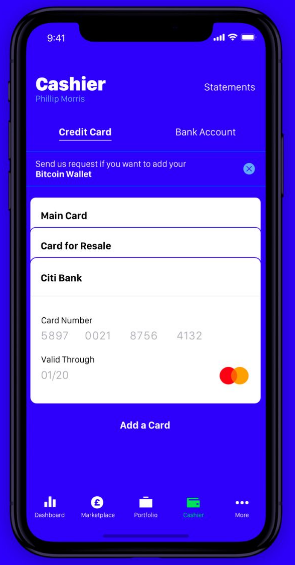 9:41
Cashier
Statements
Phillip Morris
Credit Card
Bank Account
Send us request if you want to add your
Bitcoin Wallet
Main Card
Card for Resale
Citi Bank
Card Number
5897 0021 8756 4132
Valid Through
01/20
Add a Card
Dashboard
Marketplace
Portfolio
Cashier
More